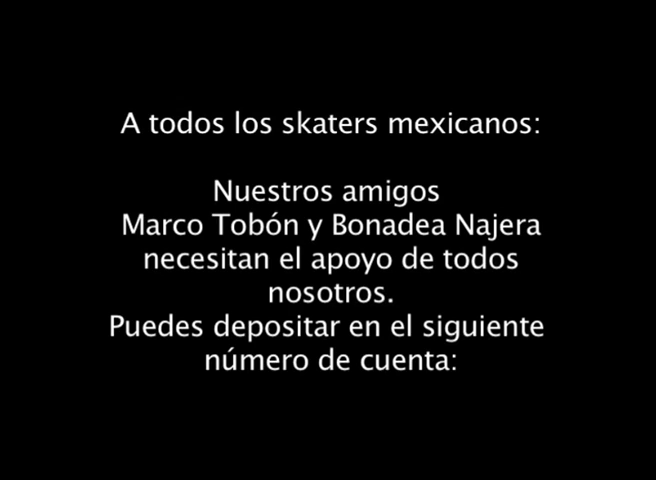 A todos los skaters mexicanos:
Nuestros amigos
Marco Tobón y Bonadea Najera
necesitan el apoyo de todos
nosotros.
Puedes depositar en el siguiente
número de cuenta: